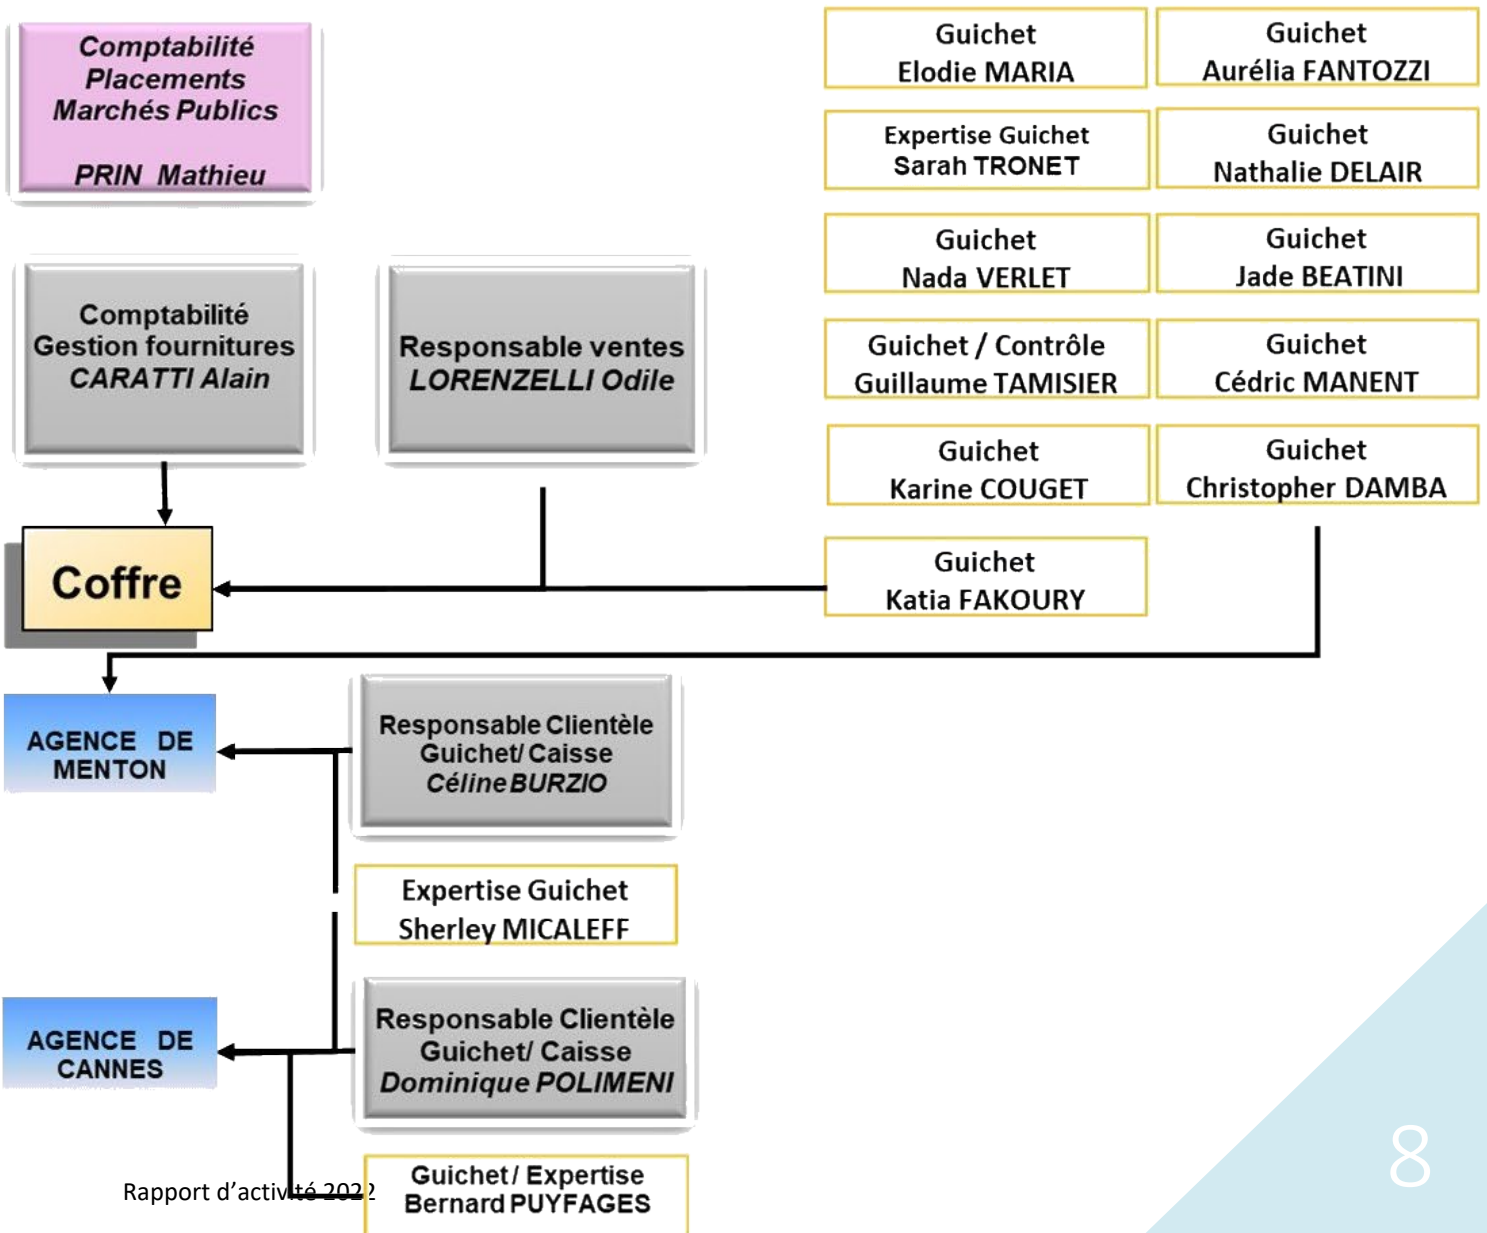 Comptabilité
Placements
Marchés Publics
PRIN Mathieu
Guichet
Elodie MARIA
Guichet
Aurélia FANTOZZI
Expertise Guichet
Sarah TRONET
Guichet
Nathalie DELAIR
Guichet
Nada VERLET
Guichet
Jade BEATINI
Comptabilité
Gestion fournitures
CARATTI Alain
Responsable ventes
LORENZELLI Odile
Guichet / Contrôle
Guillaume TAMISIER
Guichet
Cédric MANENT
Guichet
Karine COUGET
Guichet
Christopher DAMBA
Coffre
Guichet
Katia FAKOURY
AGENCE DE
MENTON
Responsable Clientèle
Guichet/ Caisse
Céline BURZIO
Expertise Guichet
Sherley MICALEFF
AGENCE DE
CANNES
Responsable Clientèle
Guichet/ Caisse
Dominique POLIMENI
Guichet / Expertise
Bernard PUYFAGES
Rapport d’activité 2022
8